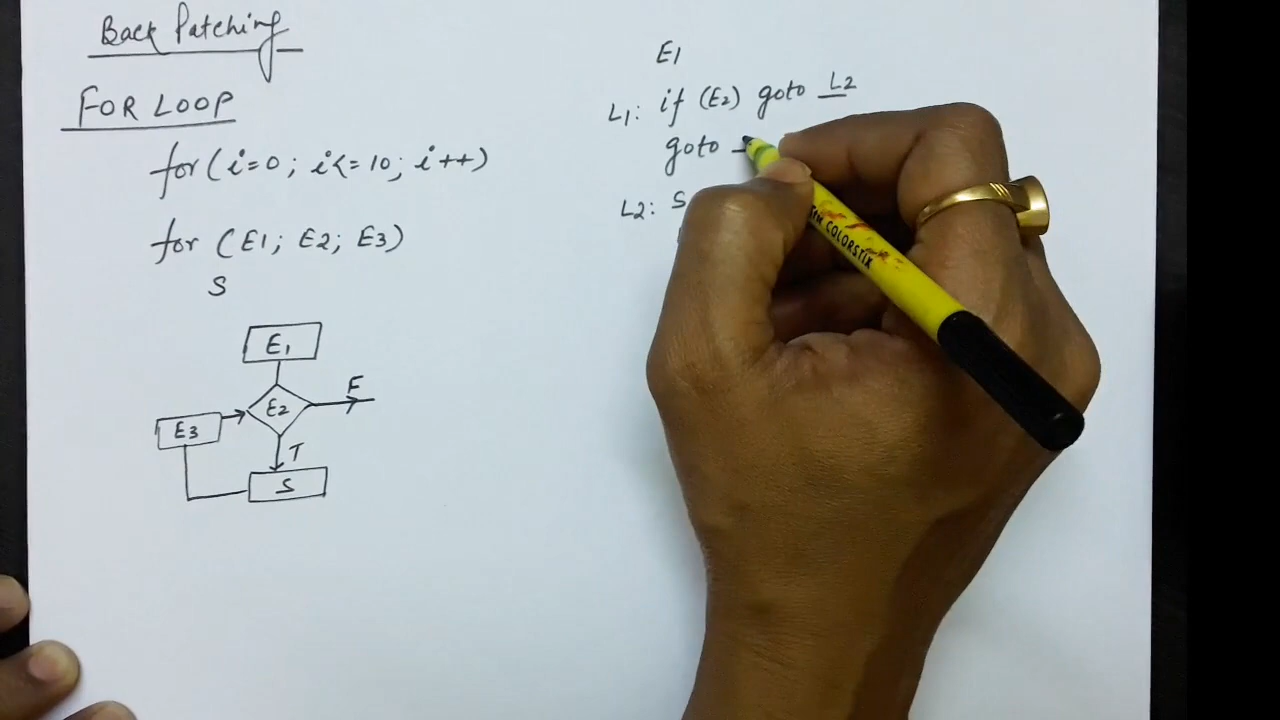 Back Patching
FOR LOOP
for (i=0; i<=10; i++)
for (E1; E2; E3)
S
E1
E2
F
E3
T
S
E1
L1: if (E2) goto L2
goto
L2: S
COLORSTIX